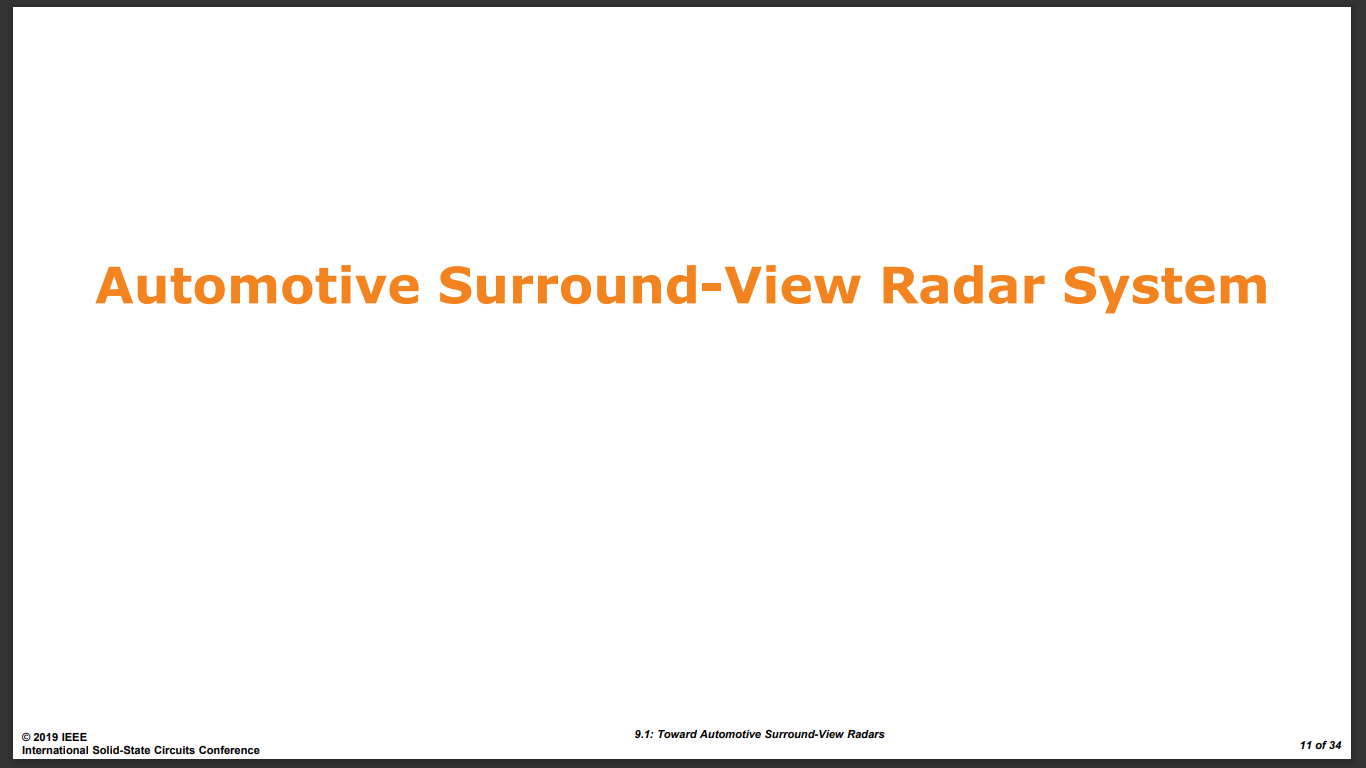 Automotive Surround-View Radar System
© 2019 IEEE
International Solid-State Circuits Conference
9.1: Toward Automotive Surround-View Radars
11 of 34